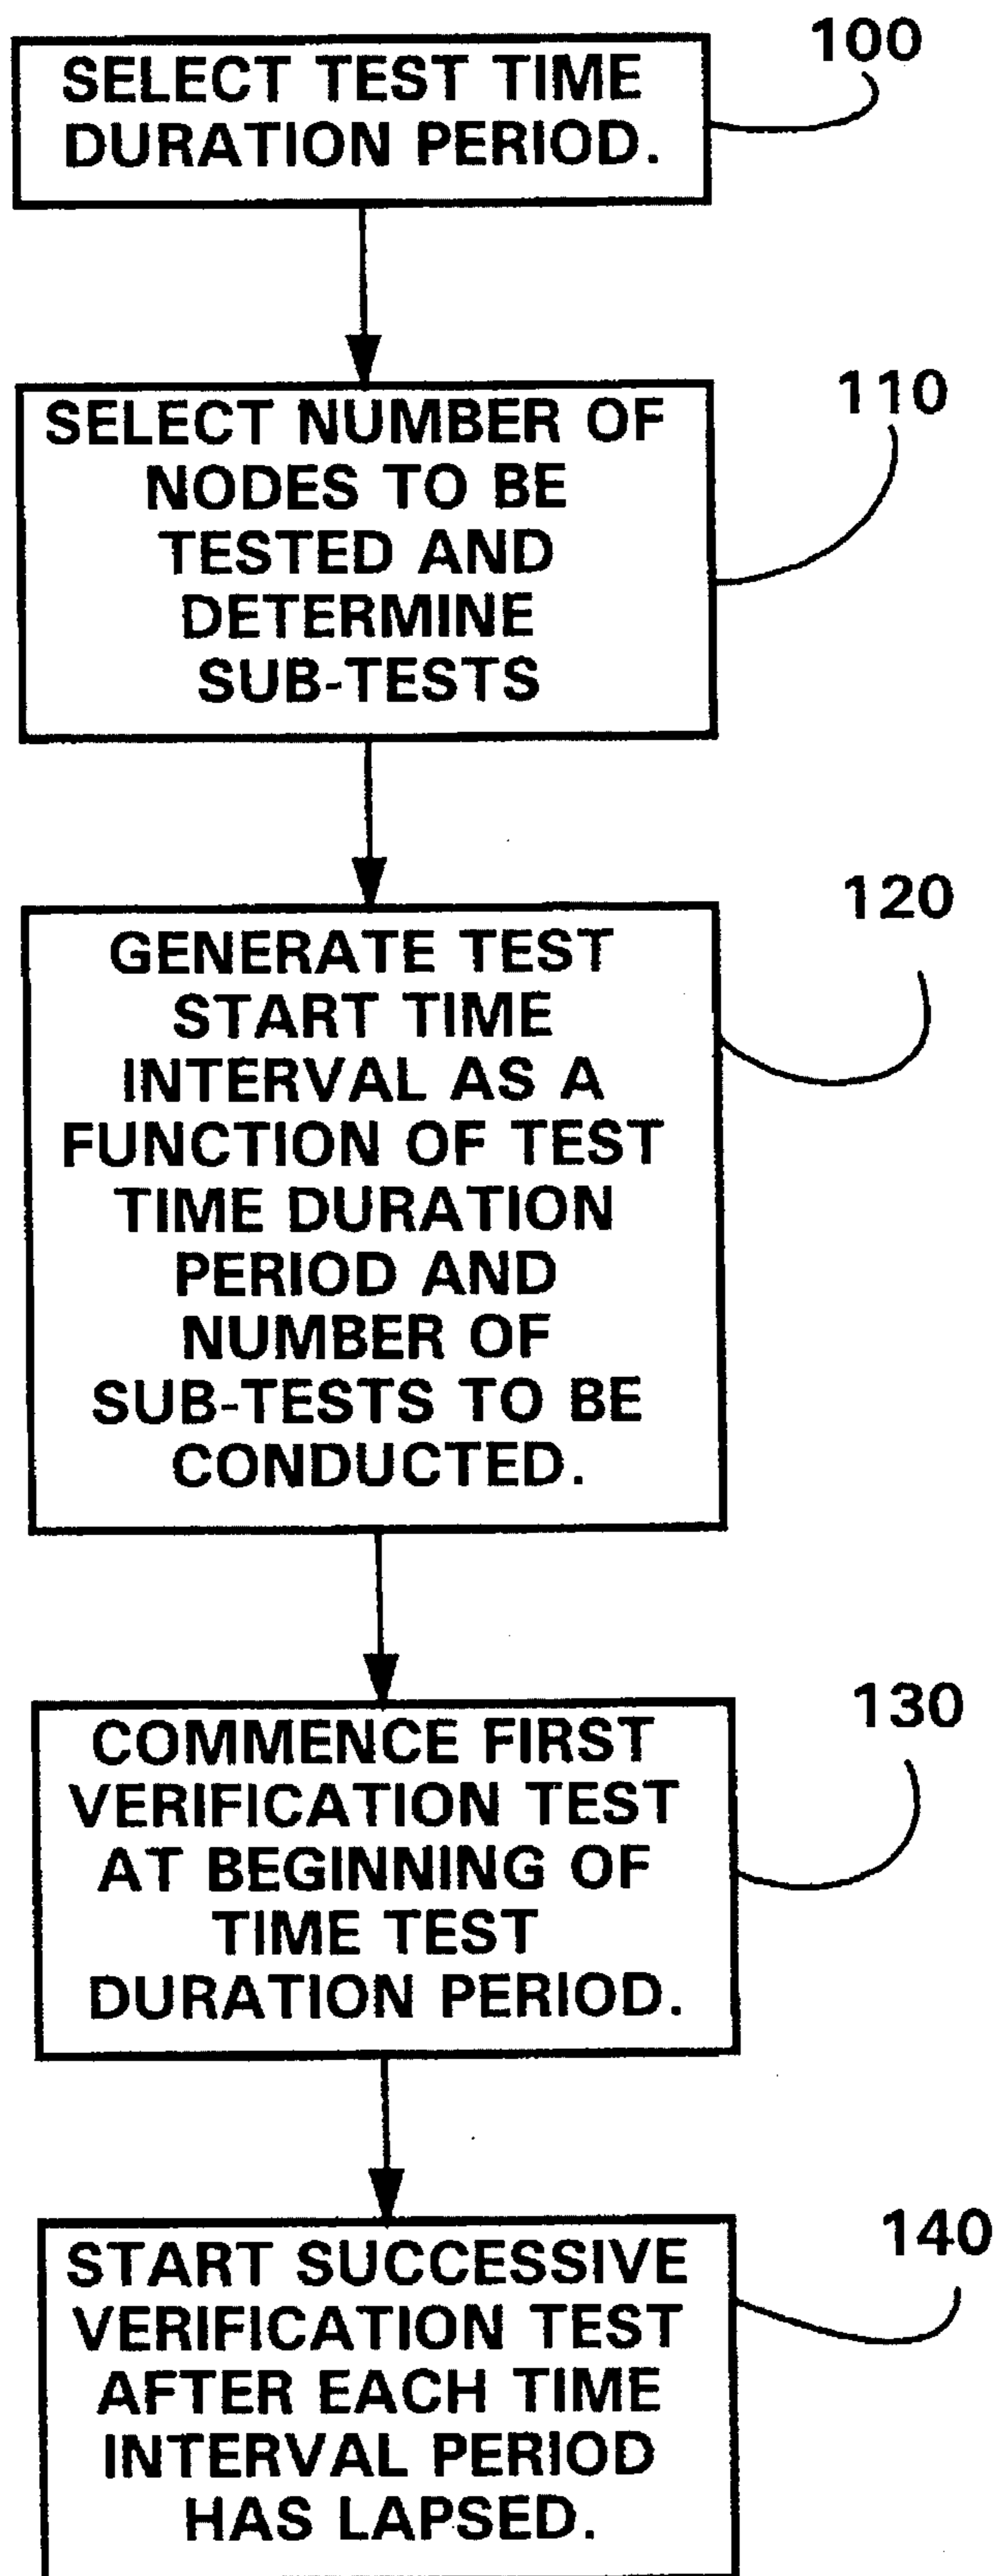 100
SELECT TEST TIME
DURATION PERIOD.
110
SELECT NUMBER OF
NODES TO BE
TESTED AND
DETERMINE
SUB-TESTS
120
GENERATE TEST
START TIME
INTERVAL AS A
FUNCTION OF TEST
TIME DURATION
PERIOD AND
NUMBER OF
SUB-TESTS TO BE
CONDUCTED.
130
COMMENCE FIRST
VERIFICATION TEST
AT BEGINNING OF
TIME TEST
DURATION PERIOD.
140
START SUCCESSIVE
VERIFICATION TEST
AFTER EACH TIME
INTERVAL PERIOD
HAS LAPSED.